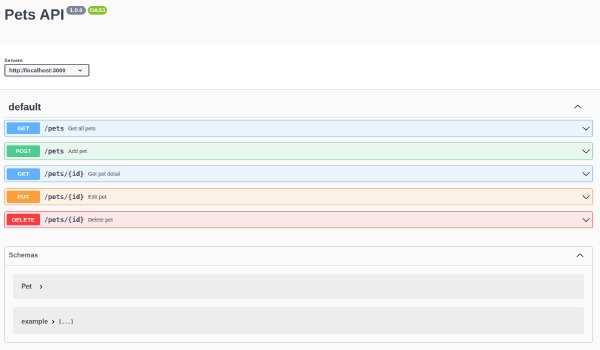 Pets API 1.0.0 OAS3
Servers
http://localhost:3000
default
GET /pets Get all pets
POST /pets Add pet
GET /pets/{id} Get pet detail
PUT /pets/{id} Edit pet
DELETE /pets/{id} Delete pet
Schemas
Pet
example [...]